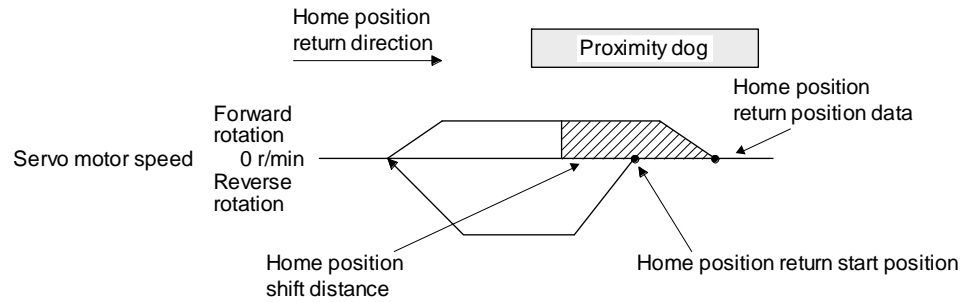 Home position
return direction
Proximity dog
Home position
return position data
Forward
rotation
Servo motor speed
0 r/min
Reverse
rotation
Home position
shift distance
Home position return start position